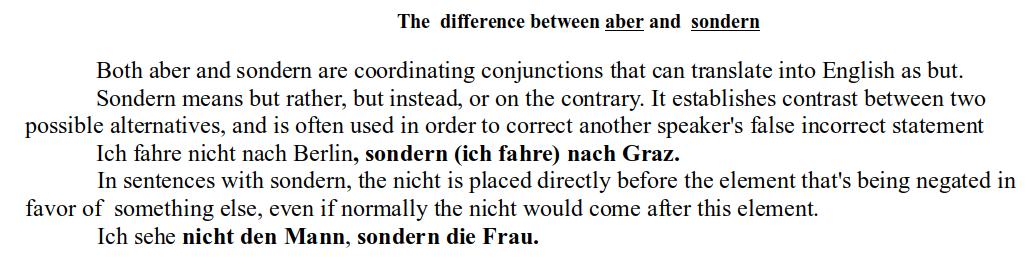 The difference between aber and sondern
Both aber and sondern are coordinating conjunctions that can translate into English as but.
Sondern means but rather, but instead, or on the contrary. It establishes contrast between two
possible alternatives, and is often used in order to correct another speaker's false incorrect statement
Ich fahre nicht nach Berlin, sondern (ich fahre) nach Graz.
In sentences with sondern, the nicht is placed directly before the element that's being negated in
favor of something else, even if normally the nicht would come after this element.
Ich sehe nicht den Mann, sondern die Frau.